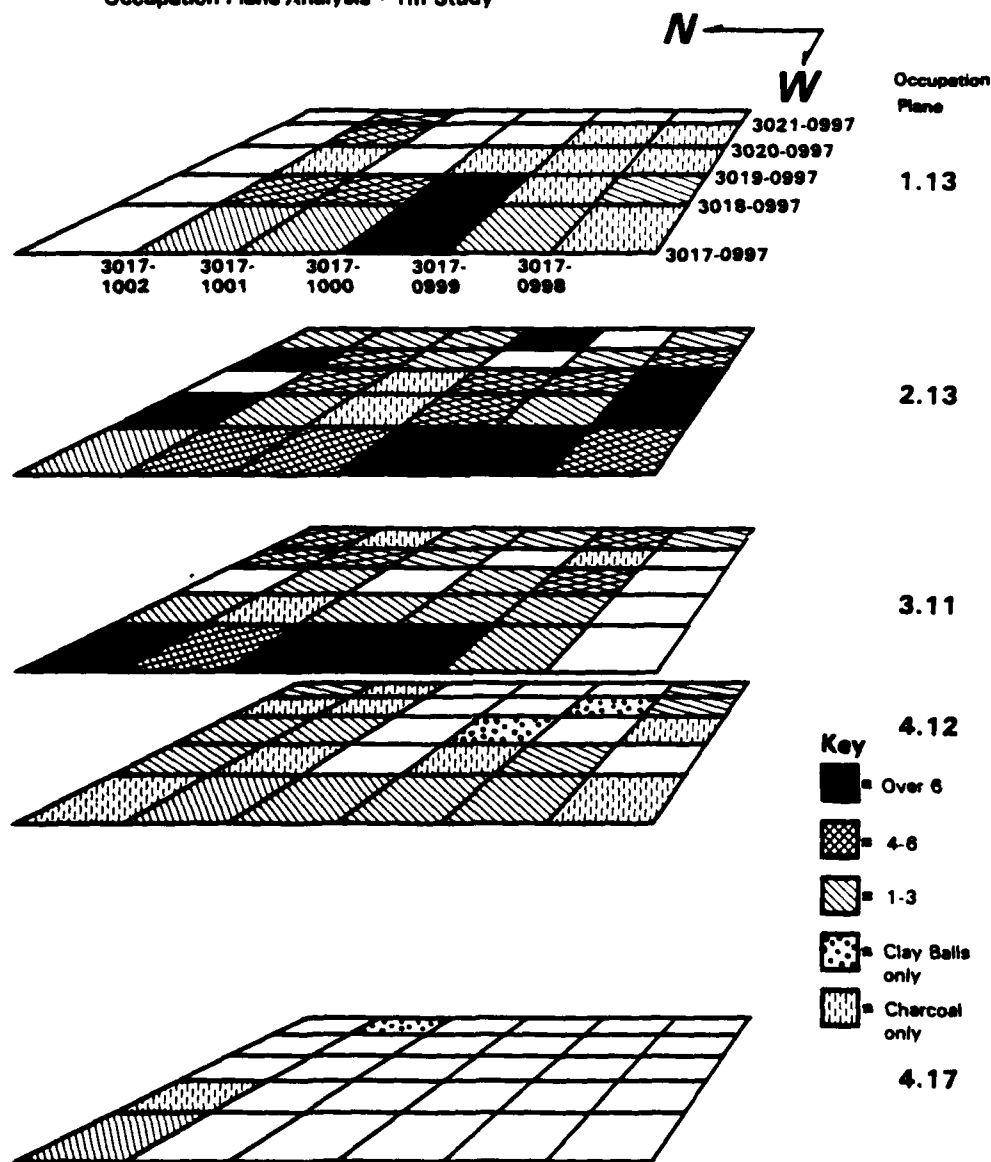 Occupation Plane Analysis - 1m Study
N
W
Occupation
Plane
3021-0997
3020-0997
3019-0997
3018-0997
3017-0997
1.13
3017-
1002
3017-
1001
3017-
1000
3017-
0999
3017-
0998
2.13
3.11
4.12
Key
= Over 6
= 4-6
= 1-3
= Clay Balls
only
= Charcoal
only
4.17